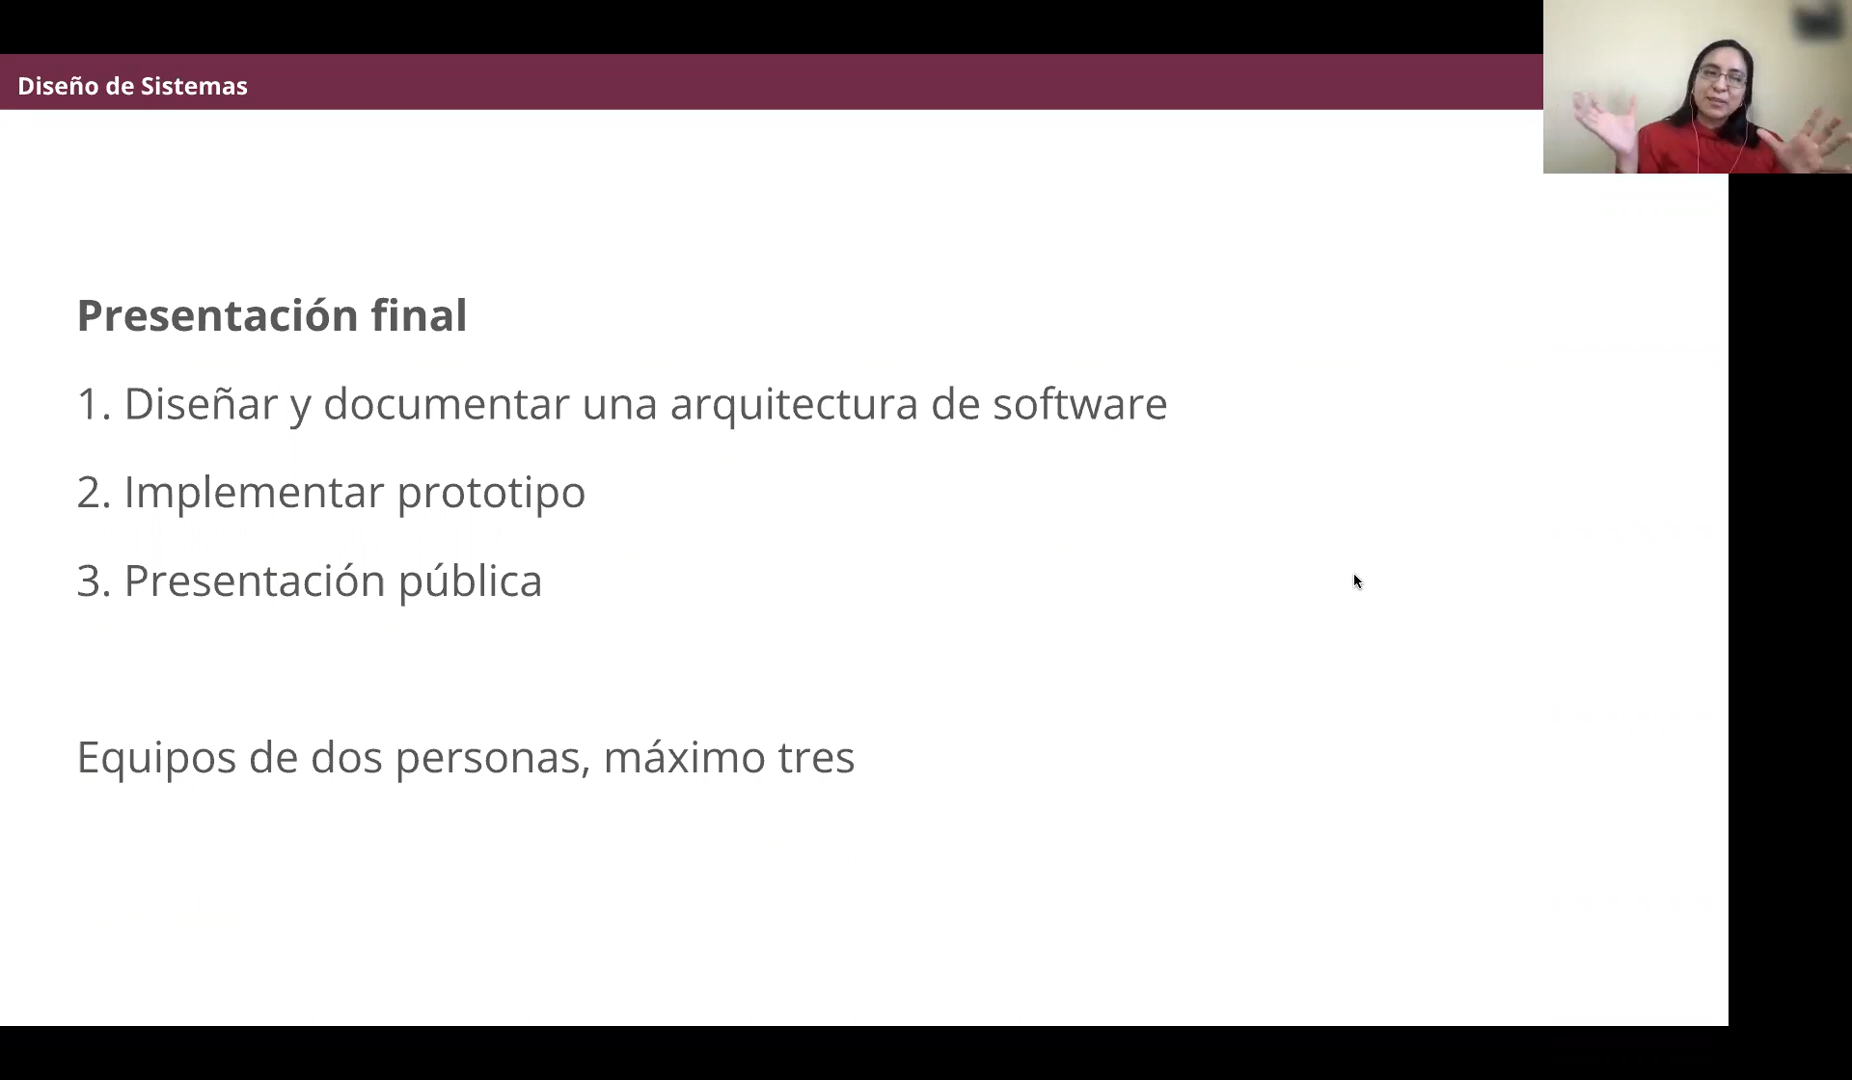 Diseño de Sistemas
Presentación final
1. Diseñar y documentar una arquitectura de software
2. Implementar prototipo
3. Presentación pública
Equipos de dos personas, máximo tres